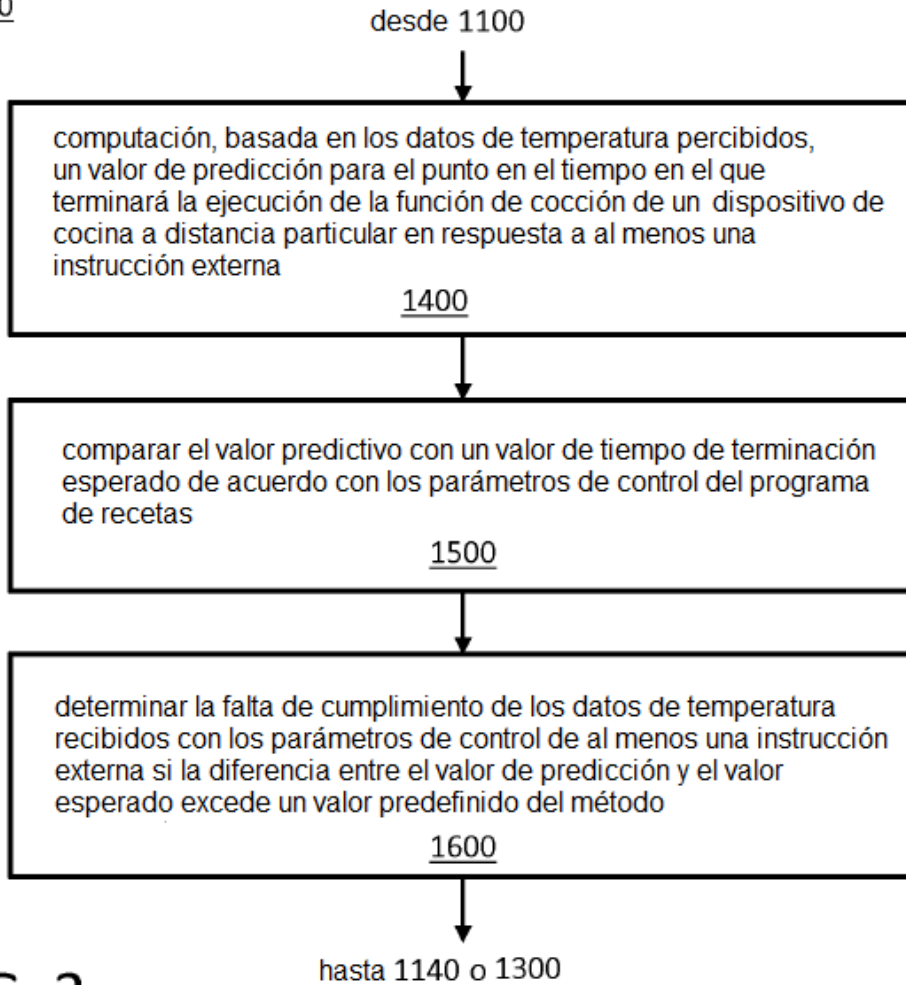 desde 1100
computación, basada en los datos de temperatura percibidos,
un valor de predicción para el punto en el tiempo en el que
terminará la ejecución de la función de cocción de un dispositivo de
cocina a distancia particular en respuesta a al menos una
instrucción externa
1400
comparar el valor predictivo con un valor de tiempo de terminación
esperado de acuerdo con los parámetros de control del programa
de recetas
1500
determinar la falta de cumplimiento de los datos de temperatura
recibidos con los parámetros de control de al menos una instrucción
externa si la diferencia entre el valor de predicción y el valor
esperado excede un valor predefinido del método
1600
hasta 1140 o 1300